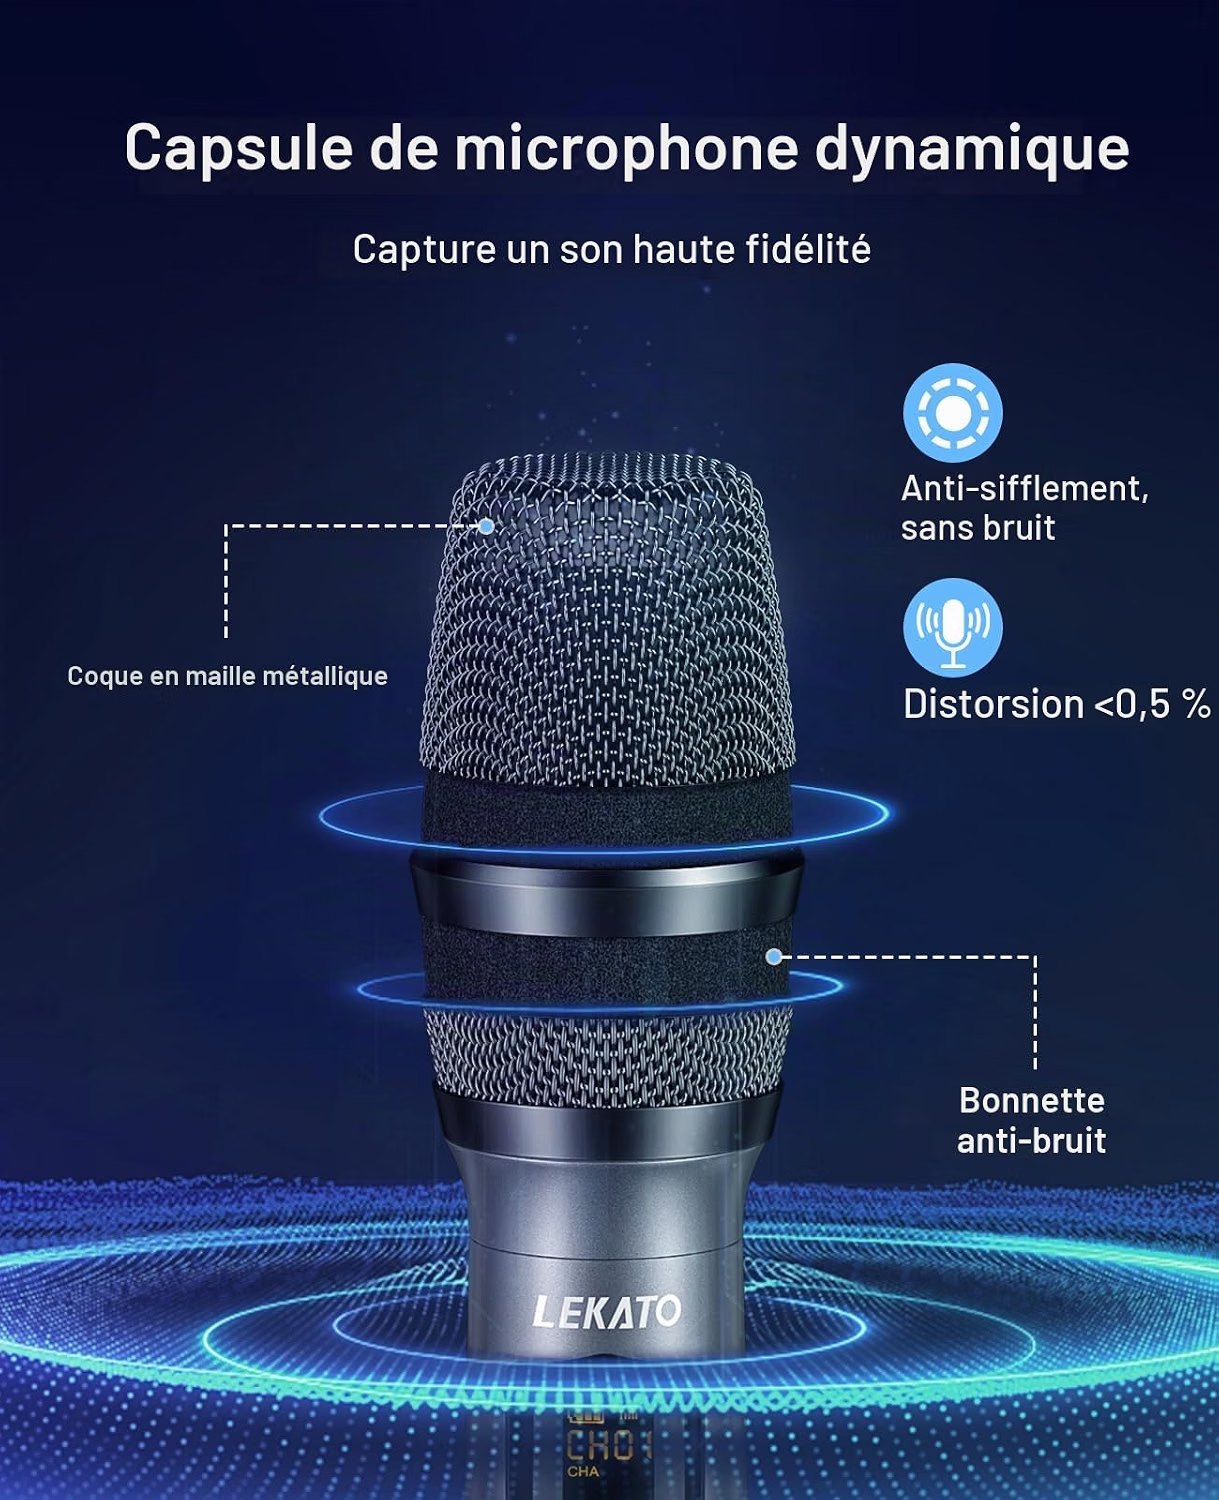 Capsule de microphone dynamique
Capture un son haute fidélité
Anti-sifflement,
sans bruit
Coque en maille métallique
Distorsion <0,5 %
Bonnette
anti-bruit
LEKATO
CH01
CHA